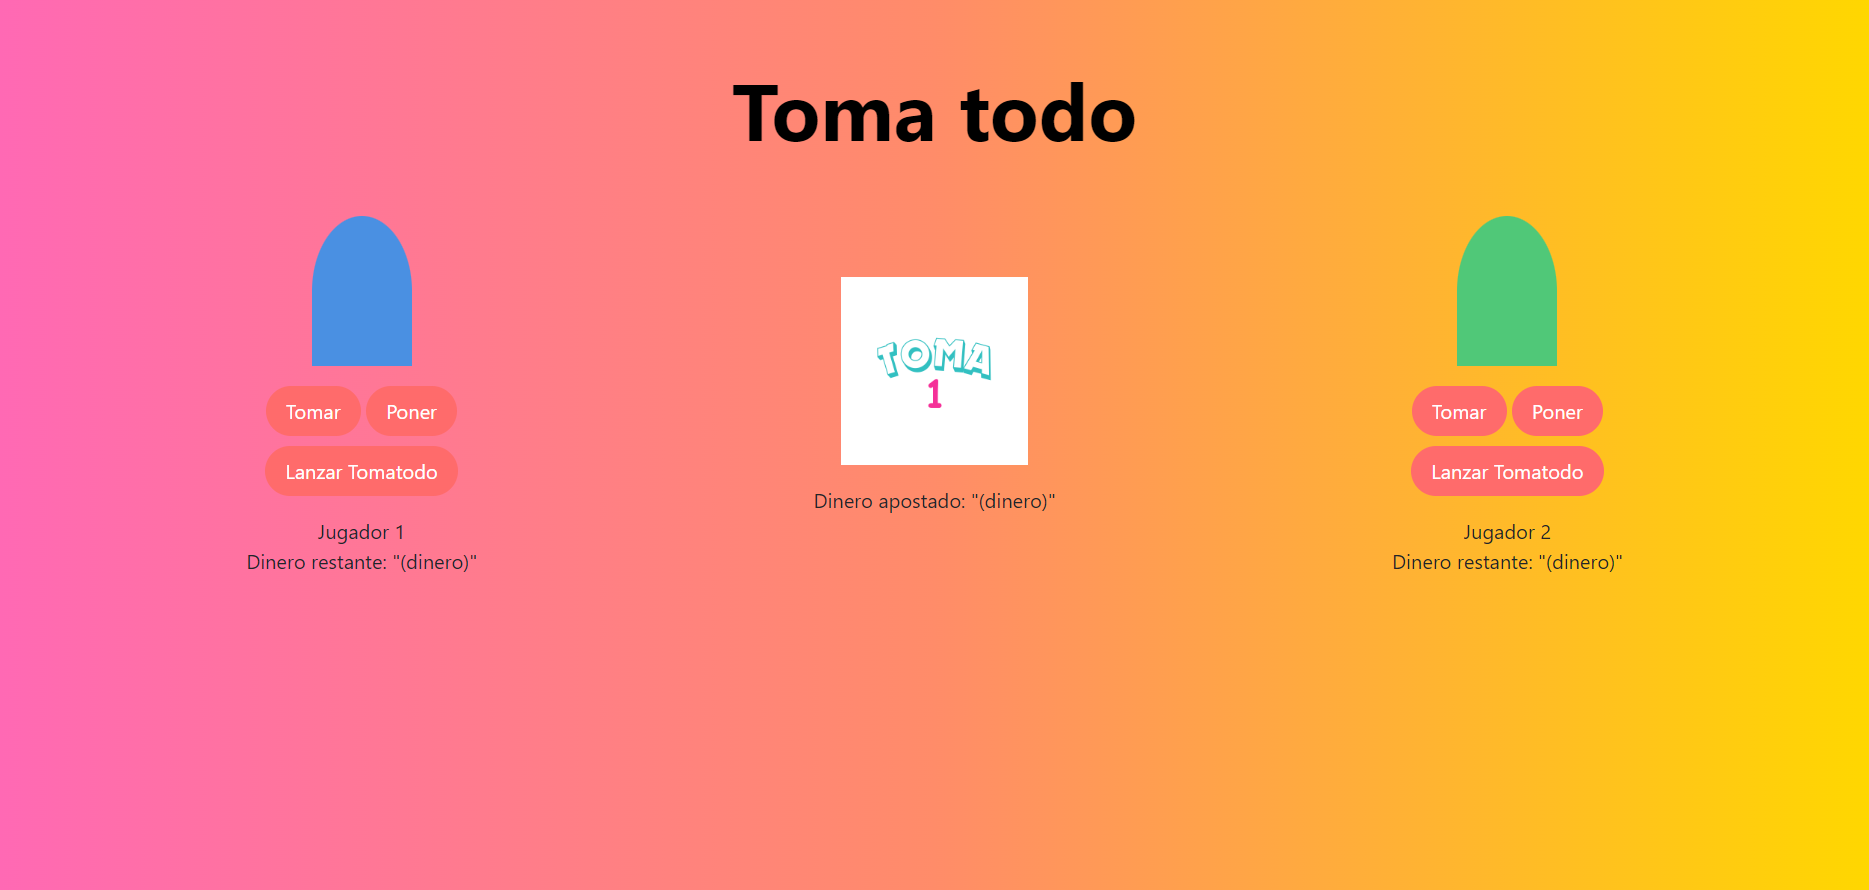 Toma todo
Tomar Poner
Lanzar Tomatodo
Jugador 1
Dinero restante: "(dinero)"
TOMA
1
Dinero apostado: "(dinero)"
Tomar Poner
Lanzar Tomatodo
Jugador 2
Dinero restante: "(dinero)"